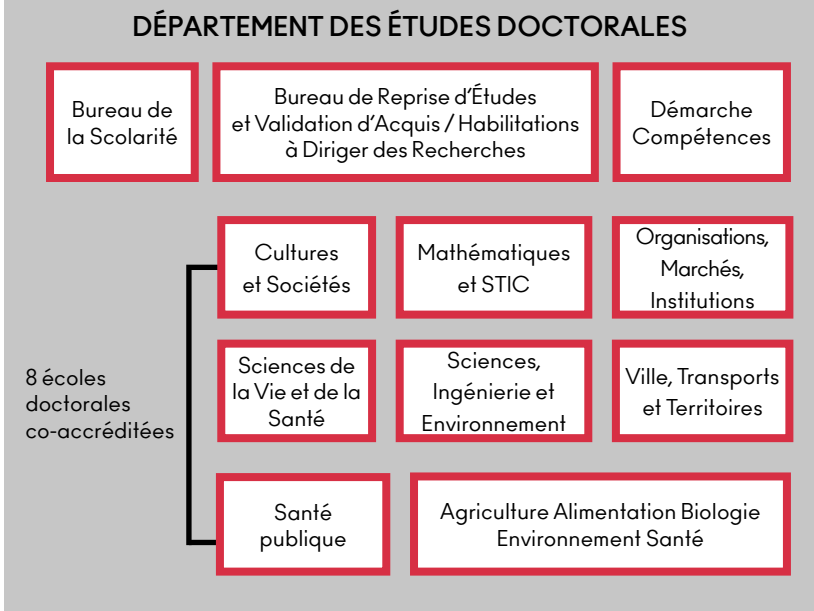 DÉPARTEMENT DES ÉTUDES DOCTORALES
Bureau de
la Scolarité
Bureau de Reprise d'Études
et Validation d'Acquis / Habilitations
à Diriger des Recherches
Démarche
Compétences
8 écoles
doctorales
co-accréditées
Cultures
et Sociétés
Mathématiques
et STIC
Organisations,
Marchés,
Institutions
Sciences de
la Vie et de la
Santé
Sciences,
Ingénierie et
Environnement
Ville, Transports
et Territoires
Santé
publique
Agriculture Alimentation Biologie
Environnement Santé